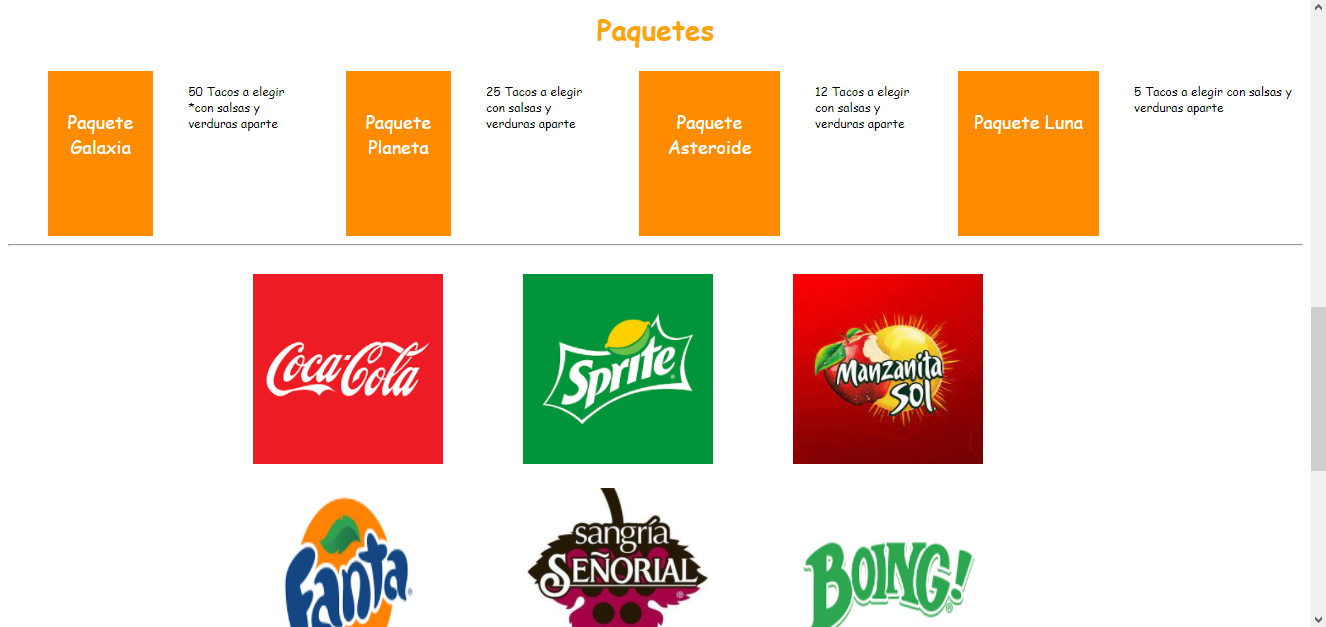 Paquetes
Paquete
Galaxia
50 Tacos a elegir
*con salsas y
verduras aparte
Paquete
Planeta
25 Tacos a elegir
con salsas y
verduras aparte
Paquete
Asteroide
12 Tacos a elegir
con salsas y
verduras aparte
Paquete Luna
5 Tacos a elegir con salsas y
verduras aparte
Coca-Cola
Sprite
Manzanita
Sol
Fanta
sangría
SEÑORIAL
BOING!